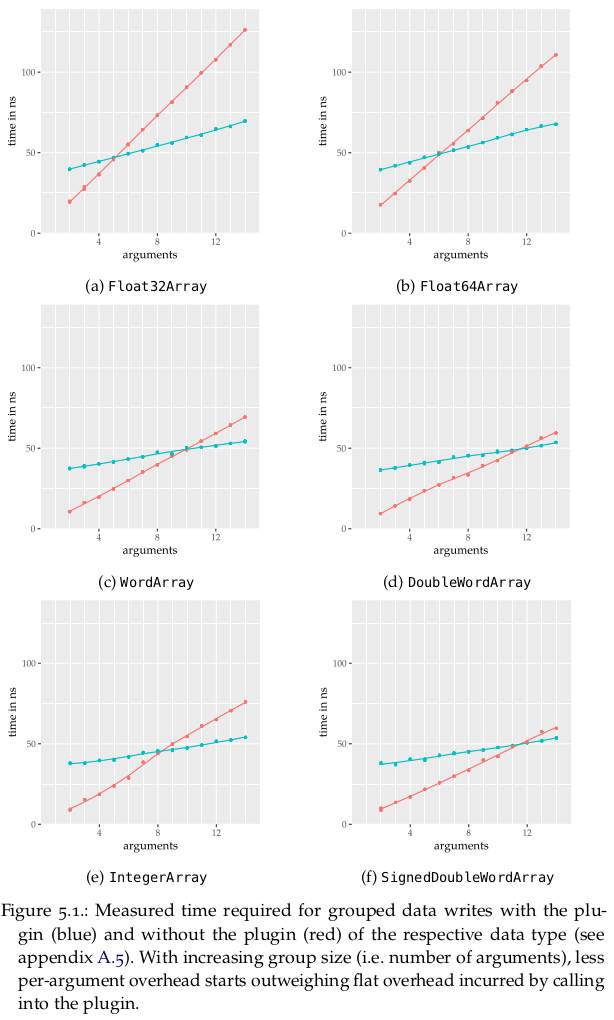 100
50
0
time in ns
4
8
12
arguments
(a) Float32Array
100
50
0
time in ns
4
8
12
arguments
(b) Float64Array
100
50
0
time in ns
4
8
12
arguments
(c) WordArray
100
50
0
time in ns
4
8
12
arguments
(d) DoubleWordArray
100
50
0
time in ns
4
8
12
arguments
(e) IntegerArray
100
50
0
time in ns
4
8
12
arguments
(f) SignedDoubleWordArray
Figure 5.1.: Measured time required for grouped data writes with the plu-
gin (blue) and without the plugin (red) of the respective data type (see
appendix A.5). With increasing group size (i.e. number of arguments), less
per-argument overhead starts outweighing flat overhead incurred by calling
into the plugin.